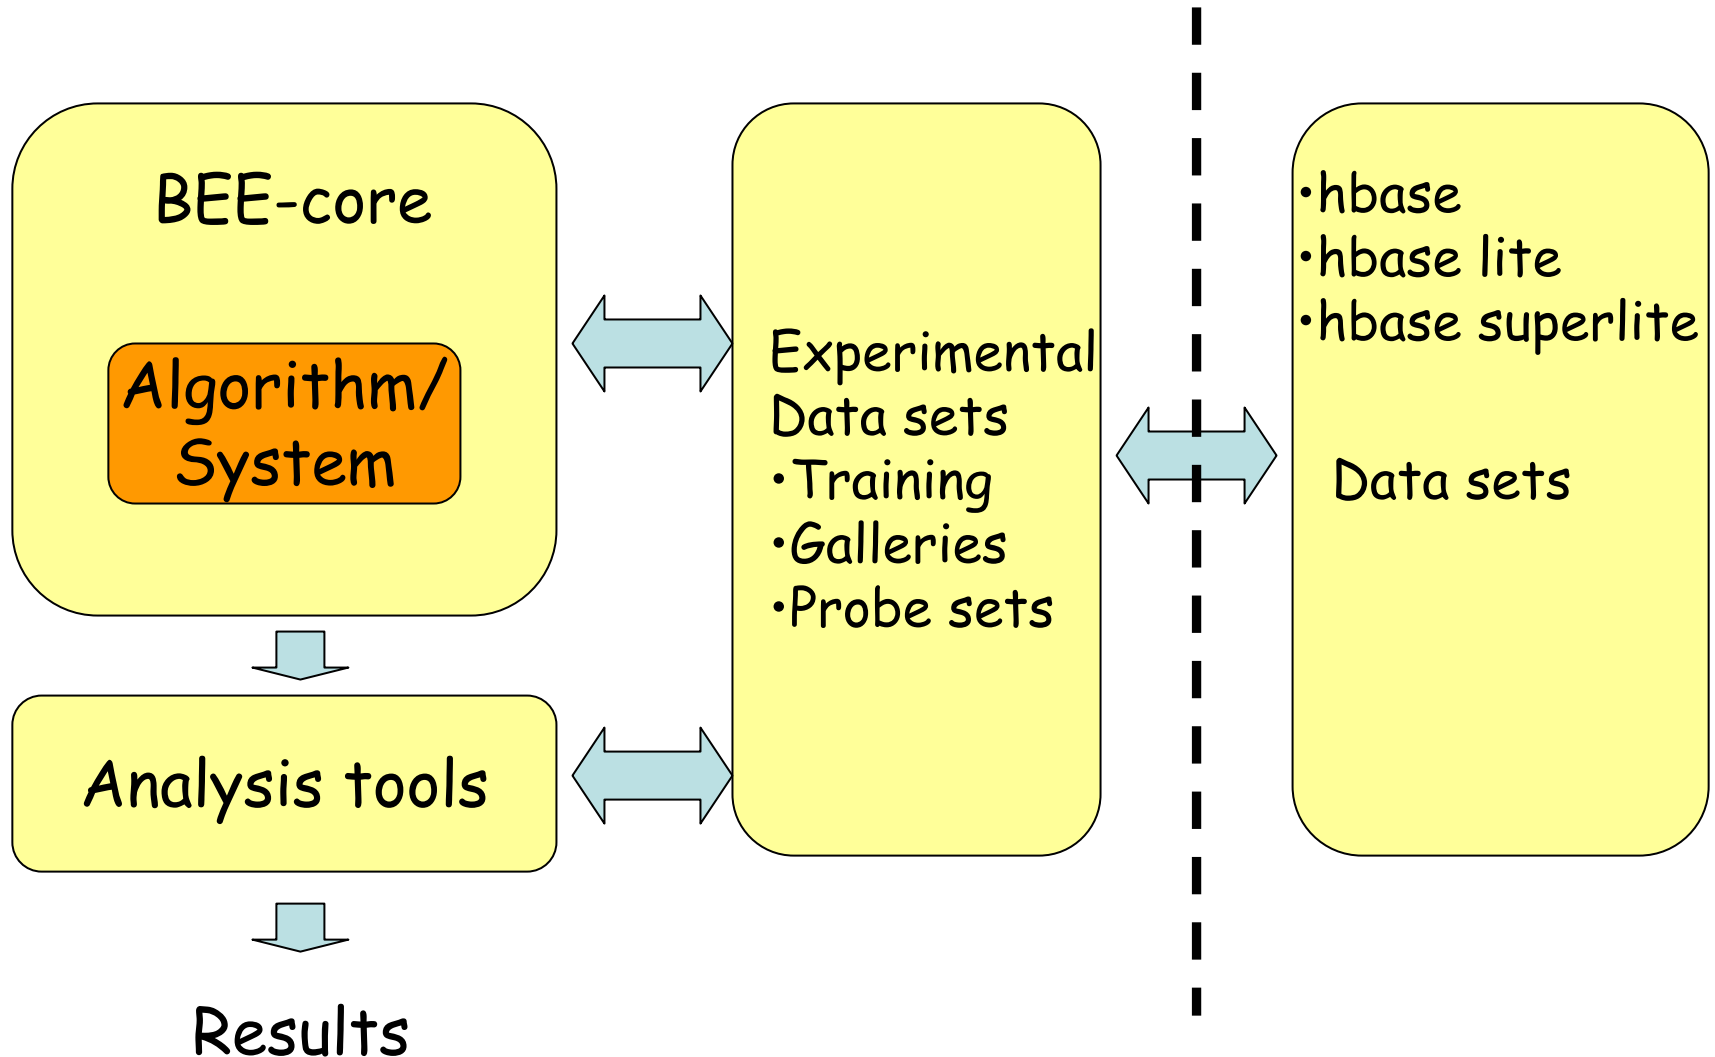 BEE-core
Algorithm/
System
Analysis tools
Results
Experimental
Data sets
•Training
•Galleries
•Probe sets
•hbase
•hbase lite
•hbase superlite
Data sets